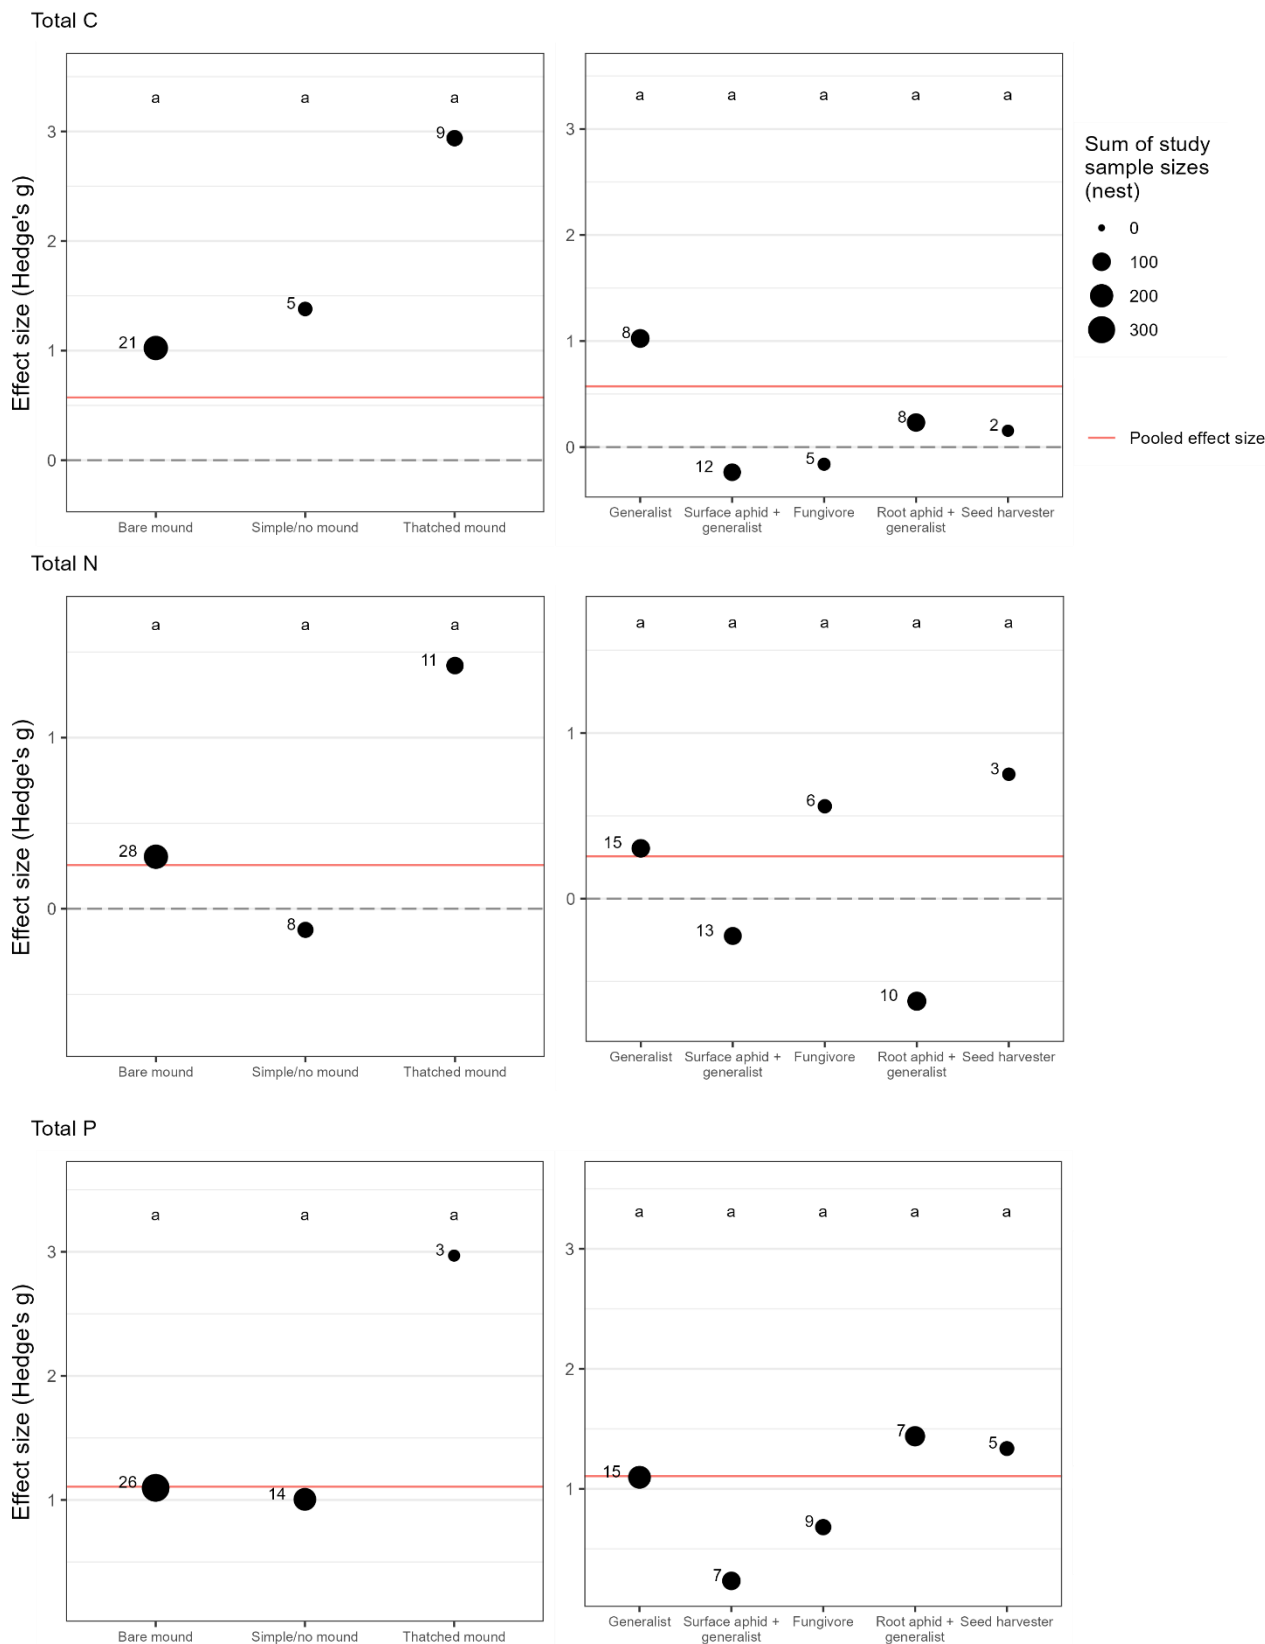 Total C
Effect size (Hedge's g)
3
2
1
0
a a a
9
5
21
Bare mound Simple/no mound Thatched mound
3
2
1
0
a a a a a
8
12
5
8
2
Generalist Surface aphid + Fungivore Root aphid + Seed harvester
generalist generalist
Sum of study
sample sizes
(nest)
0
100
200
300
Pooled effect size
Total N
Effect size (Hedge's g)
1
0
a a a
11
28
8
Bare mound Simple/no mound Thatched mound
1
0
a a a a a
15
13
6
10
3
Generalist Surface aphid + Fungivore Root aphid + Seed harvester
generalist generalist
Total P
Effect size (Hedge's g)
3
2
1
a a a
3
26
14
Bare mound Simple/no mound Thatched mound
3
2
1
a a a a a
15
7
9
7
5
Generalist Surface aphid + Fungivore Root aphid + Seed harvester
generalist generalist